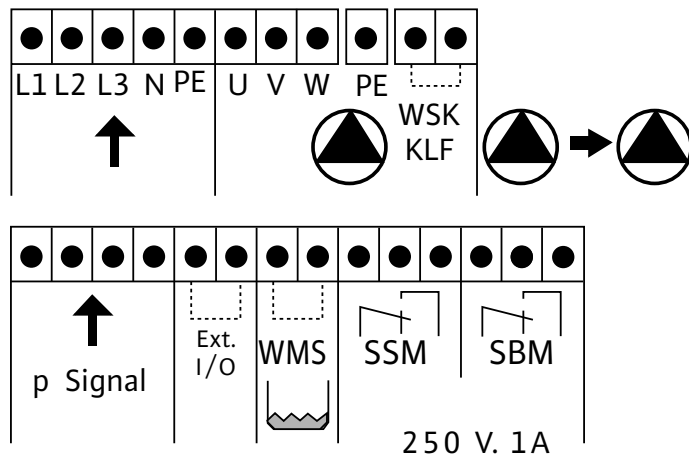 L1 L2 L3 N PE U V W PE
WSK
KLF
p Signal
Ext.
I/O
WMS
SSM
SBM
250 V. 1A